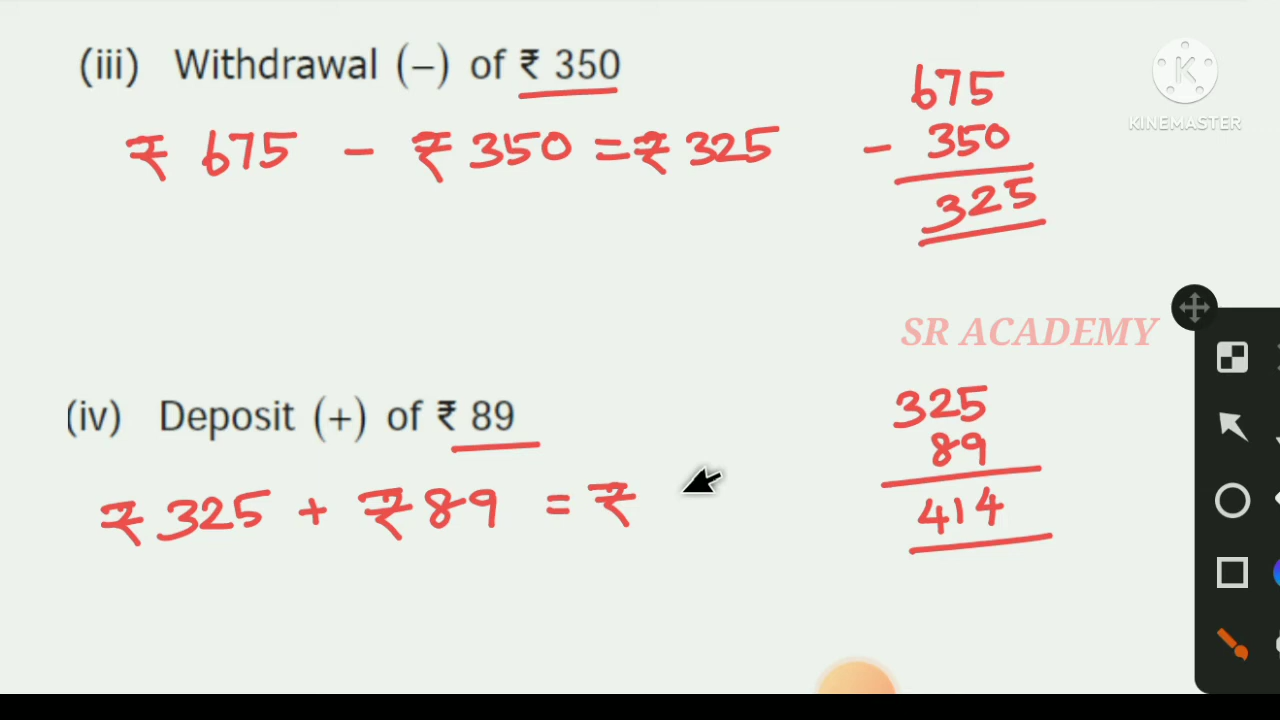 (iii) Withdrawal (–) of ₹ 350
₹ 675 – ₹ 350 = ₹ 325
675
– 350
325
KINEMASTER
SR ACADEMY
(iv) Deposit (+) of ₹ 89
₹ 325 + ₹ 89 = ₹
325
89
414